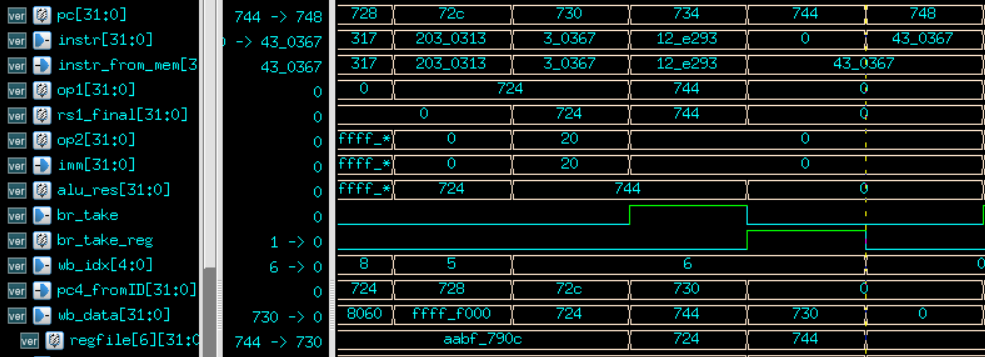 ver pc[31:0] 744 -> 748 728 72c 730 734 744 748
ver instr[31:0] 0 -> 43_0367 317 203_0313 3_0367 12_e293 0 43_0367
ver instr_from_mem[3 43_0367 317 203_0313 3_0367 12_e293 43_0367
ver op1[31:0] 0 0 724 744 0
ver rs1_final[31:0] 0 0 724 744 0
ver op2[31:0] 0 ffff_* 0 20 0
ver imm[31:0] 0 ffff_* 0 20 0
ver alu_res[31:0] 0 ffff_* 724 744 0
ver br_take 0
ver br_take_reg 1 -> 0
ver wb_idx[4:0] 6 -> 0 8 5 6 0
ver pc4_fromID[31:0] 0 724 728 72c 730 0
ver wb_data[31:0] 730 -> 0 8060 ffff_f000 724 744 730 0
ver regfile[6][31:0 744 -> 730 aabf_790c 724 744 730